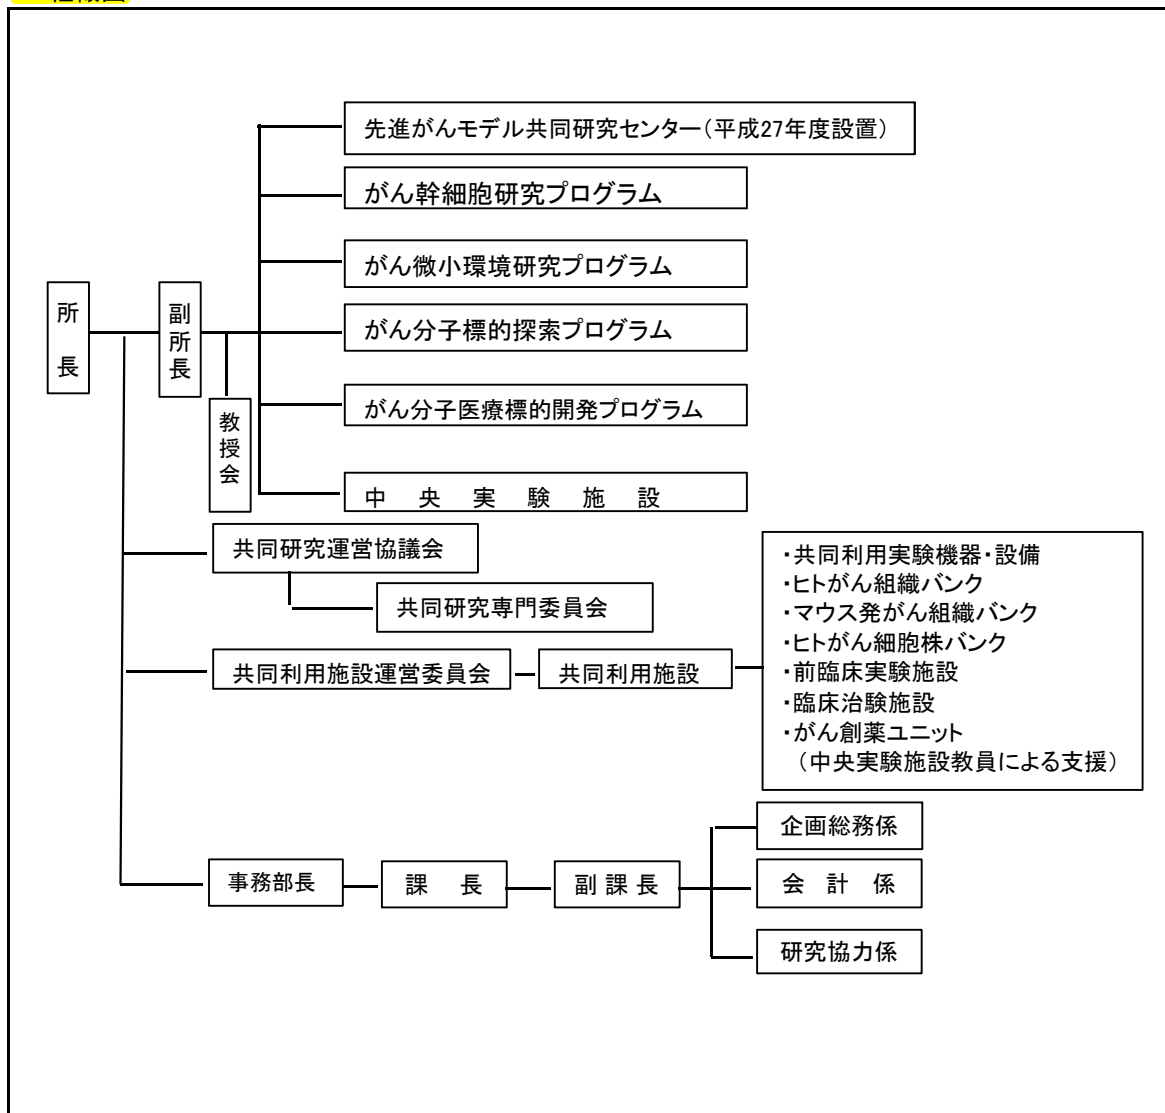 先進がんモデル共同研究センター（平成27年度設置）
がん幹細胞研究プログラム
がん微小環境研究プログラム
所長
副所長
がん分子標的探索プログラム
がん分子医療標的開発プログラム
教授会
中央実験施設
共同研究運営協議会
共同研究専門委員会
共同利用施設運営委員会
共同利用施設
・共同利用実験機器・設備
・ヒトがん組織バンク
・マウス発がん組織バンク
・ヒトがん細胞株バンク
・前臨床実験施設
・臨床治験施設
・がん創薬ユニット
（中央実験施設教員による支援）
事務部長
課長
副課長
企画総務係
会計係
研究協力係